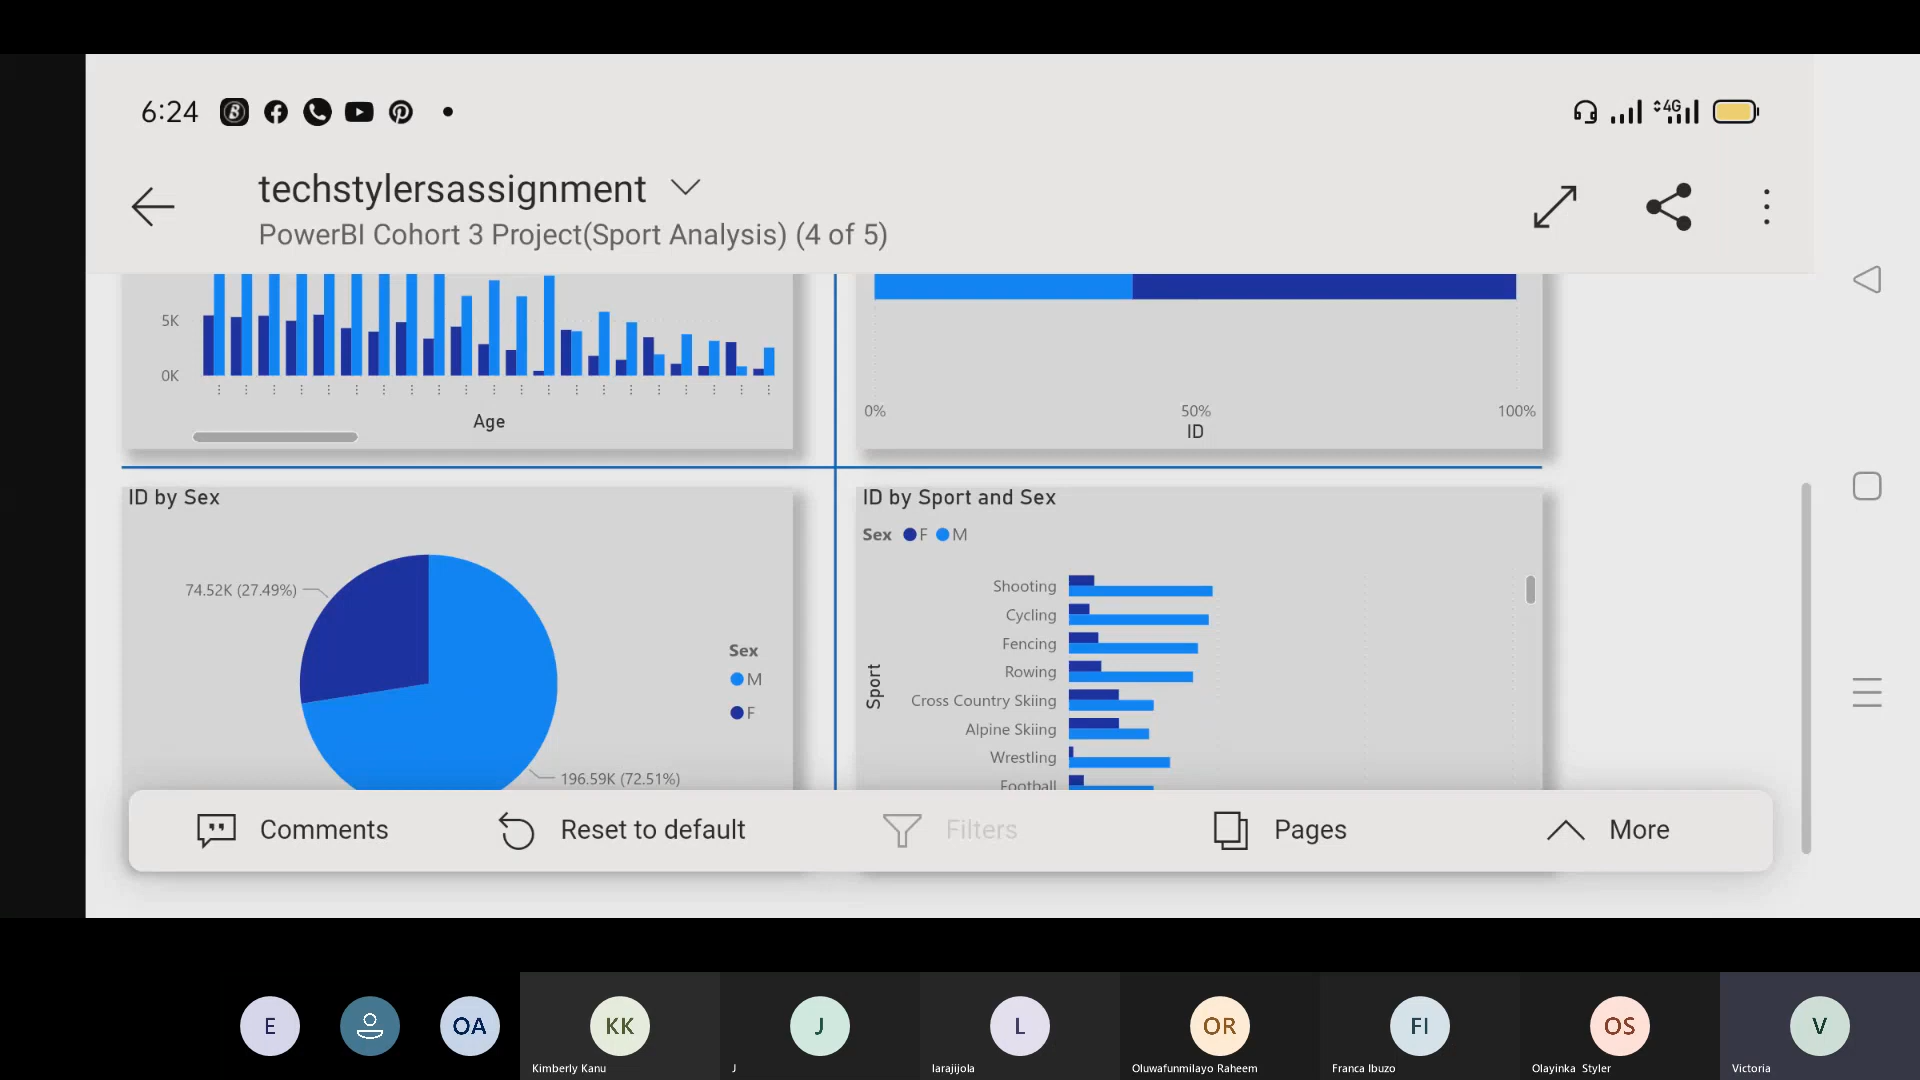 6:24
4G
techstylersassignment
PowerBI Cohort 3 Project(Sport Analysis) (4 of 5)
5K
0K
Age
0%
50%
100%
ID
ID by Sex
74.52K (27.49%)
196.59K (72.51%)
Sex
M
F
ID by Sport and Sex
Sex F M
Sport
Shooting
Cycling
Fencing
Rowing
Cross Country Skiing
Alpine Skiing
Wrestling
Football
Comments
Reset to default
Filters
Pages
More
E
OA
KK
J
L
OR
FI
OS
V
Kimberly Kanu
J
larajijola
Oluwafunmilayo Raheem
Franca Ibuzo
Olayinka Styler
Victoria